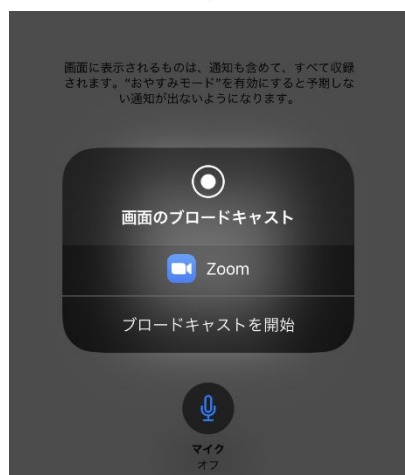 画面に表示されるものは、通知も含めて、すべて収録
されます。“おやすみモード”を有効にすると予期しな
い通知が出ないようになります。
画面のブロードキャスト
Zoom
ブロードキャストを開始
マイク
オフ